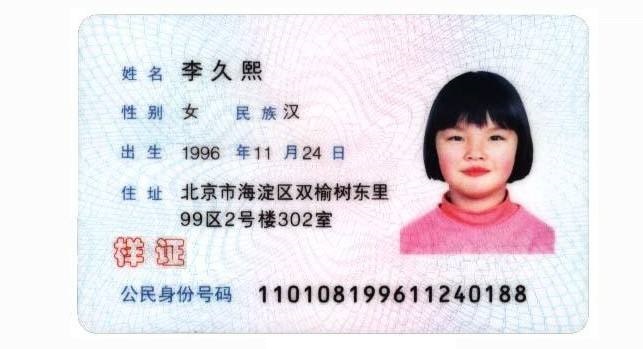 姓名 李久熙
性别 女 民族 汉
出生 1996 年 11 月 24 日
住址 北京市海淀区双榆树东里
99区2号楼302室
样证
公民身份号码 110108199611240188